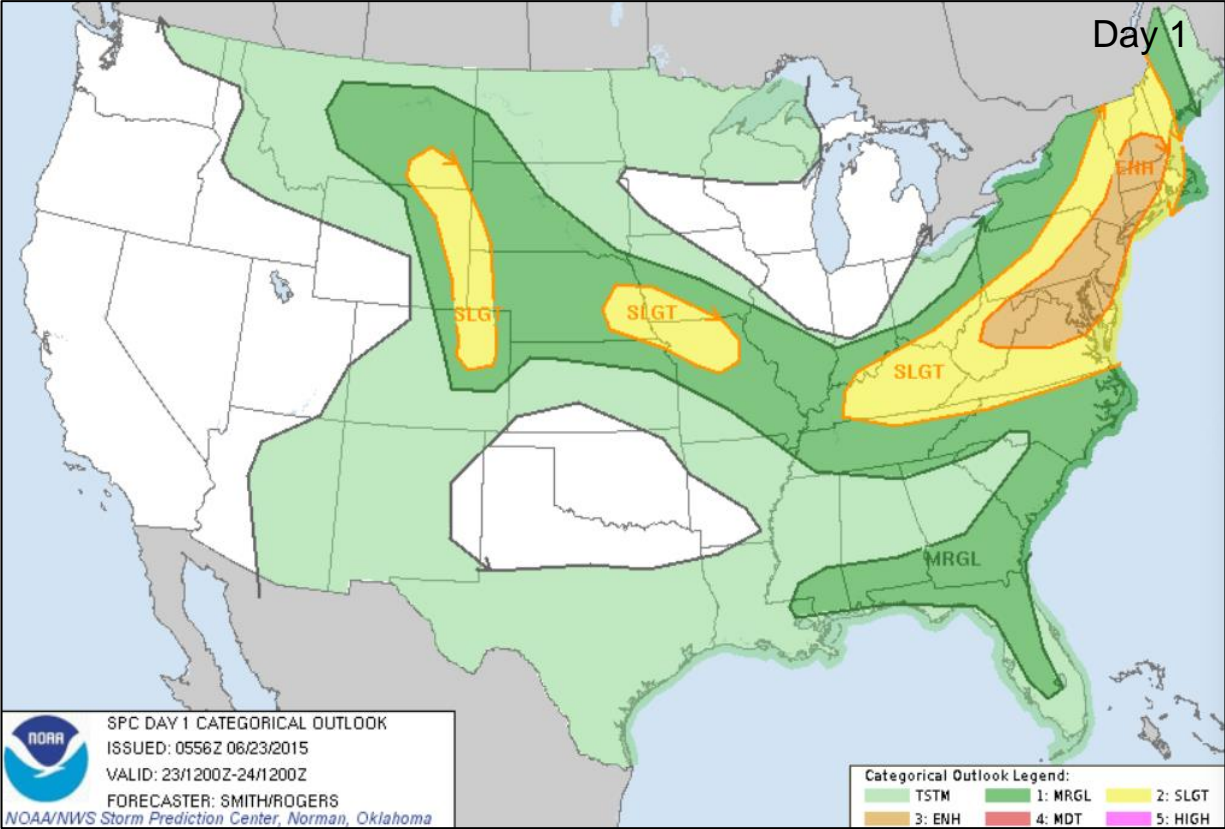 Day 1
ENH
SLGT
SLGT
SLGT
MRGL
NOAA
SPC DAY 1 CATEGORICAL OUTLOOK
ISSUED: 0556Z 06/23/2015
VALID: 23/1200Z-24/1200Z
FORECASTER: SMITH/ROGERS
NOAA/NWS Storm Prediction Center, Norman, Oklahoma
Categorical Outlook Legend:
TSTM 1: MRGL 2: SLGT
3: ENH 4: MDT 5: HIGH